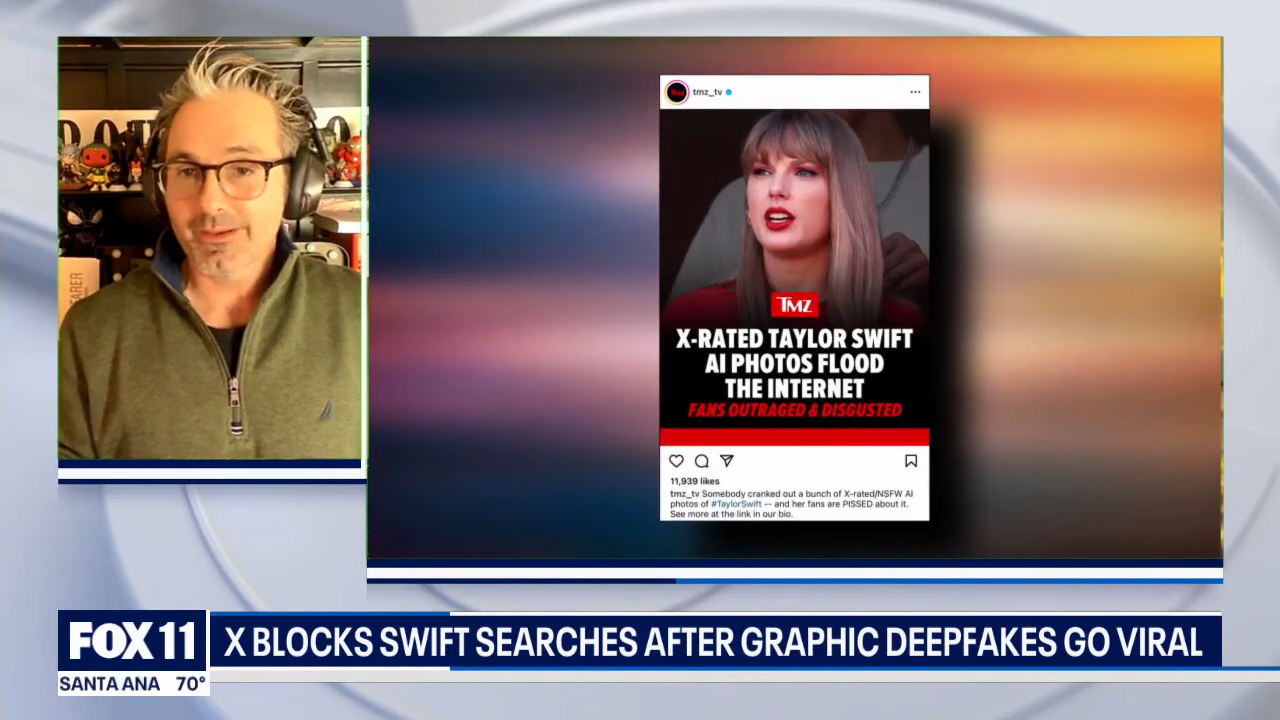 tmz_tv
TMZ
X-RATED TAYLOR SWIFT
AI PHOTOS FLOOD
THE INTERNET
FANS OUTRAGED & DISGUSTED
11,939 likes
tmz_tv Somebody cranked out a bunch of X-rated/NSFW AI
photos of #TaylorSwift -- and her fans are PISSED about it.
See more at the link in our bio.
FOX 11
X BLOCKS SWIFT SEARCHES AFTER GRAPHIC DEEPFAKES GO VIRAL
SANTA ANA 70°